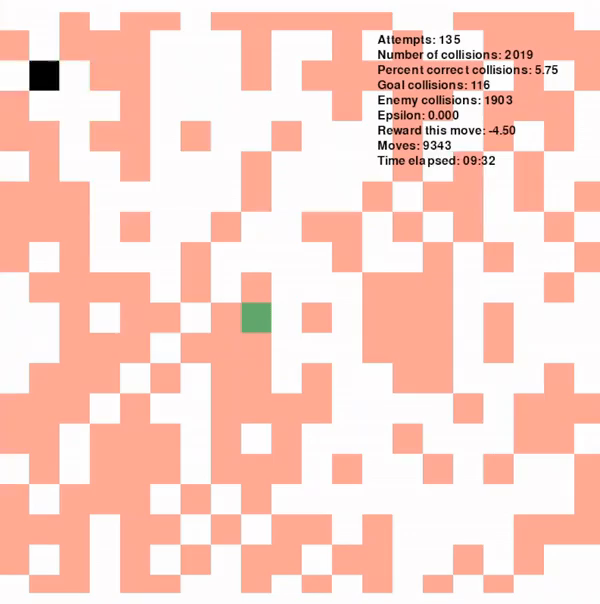 Attempts: 135
Number of collisions: 2019
Percent correct collisions: 5.75
Goal collisions: 116
Enemy collisions: 1903
Epsilon: 0.000
Reward this move: -4.50
Moves: 9343
Time elapsed: 09:32